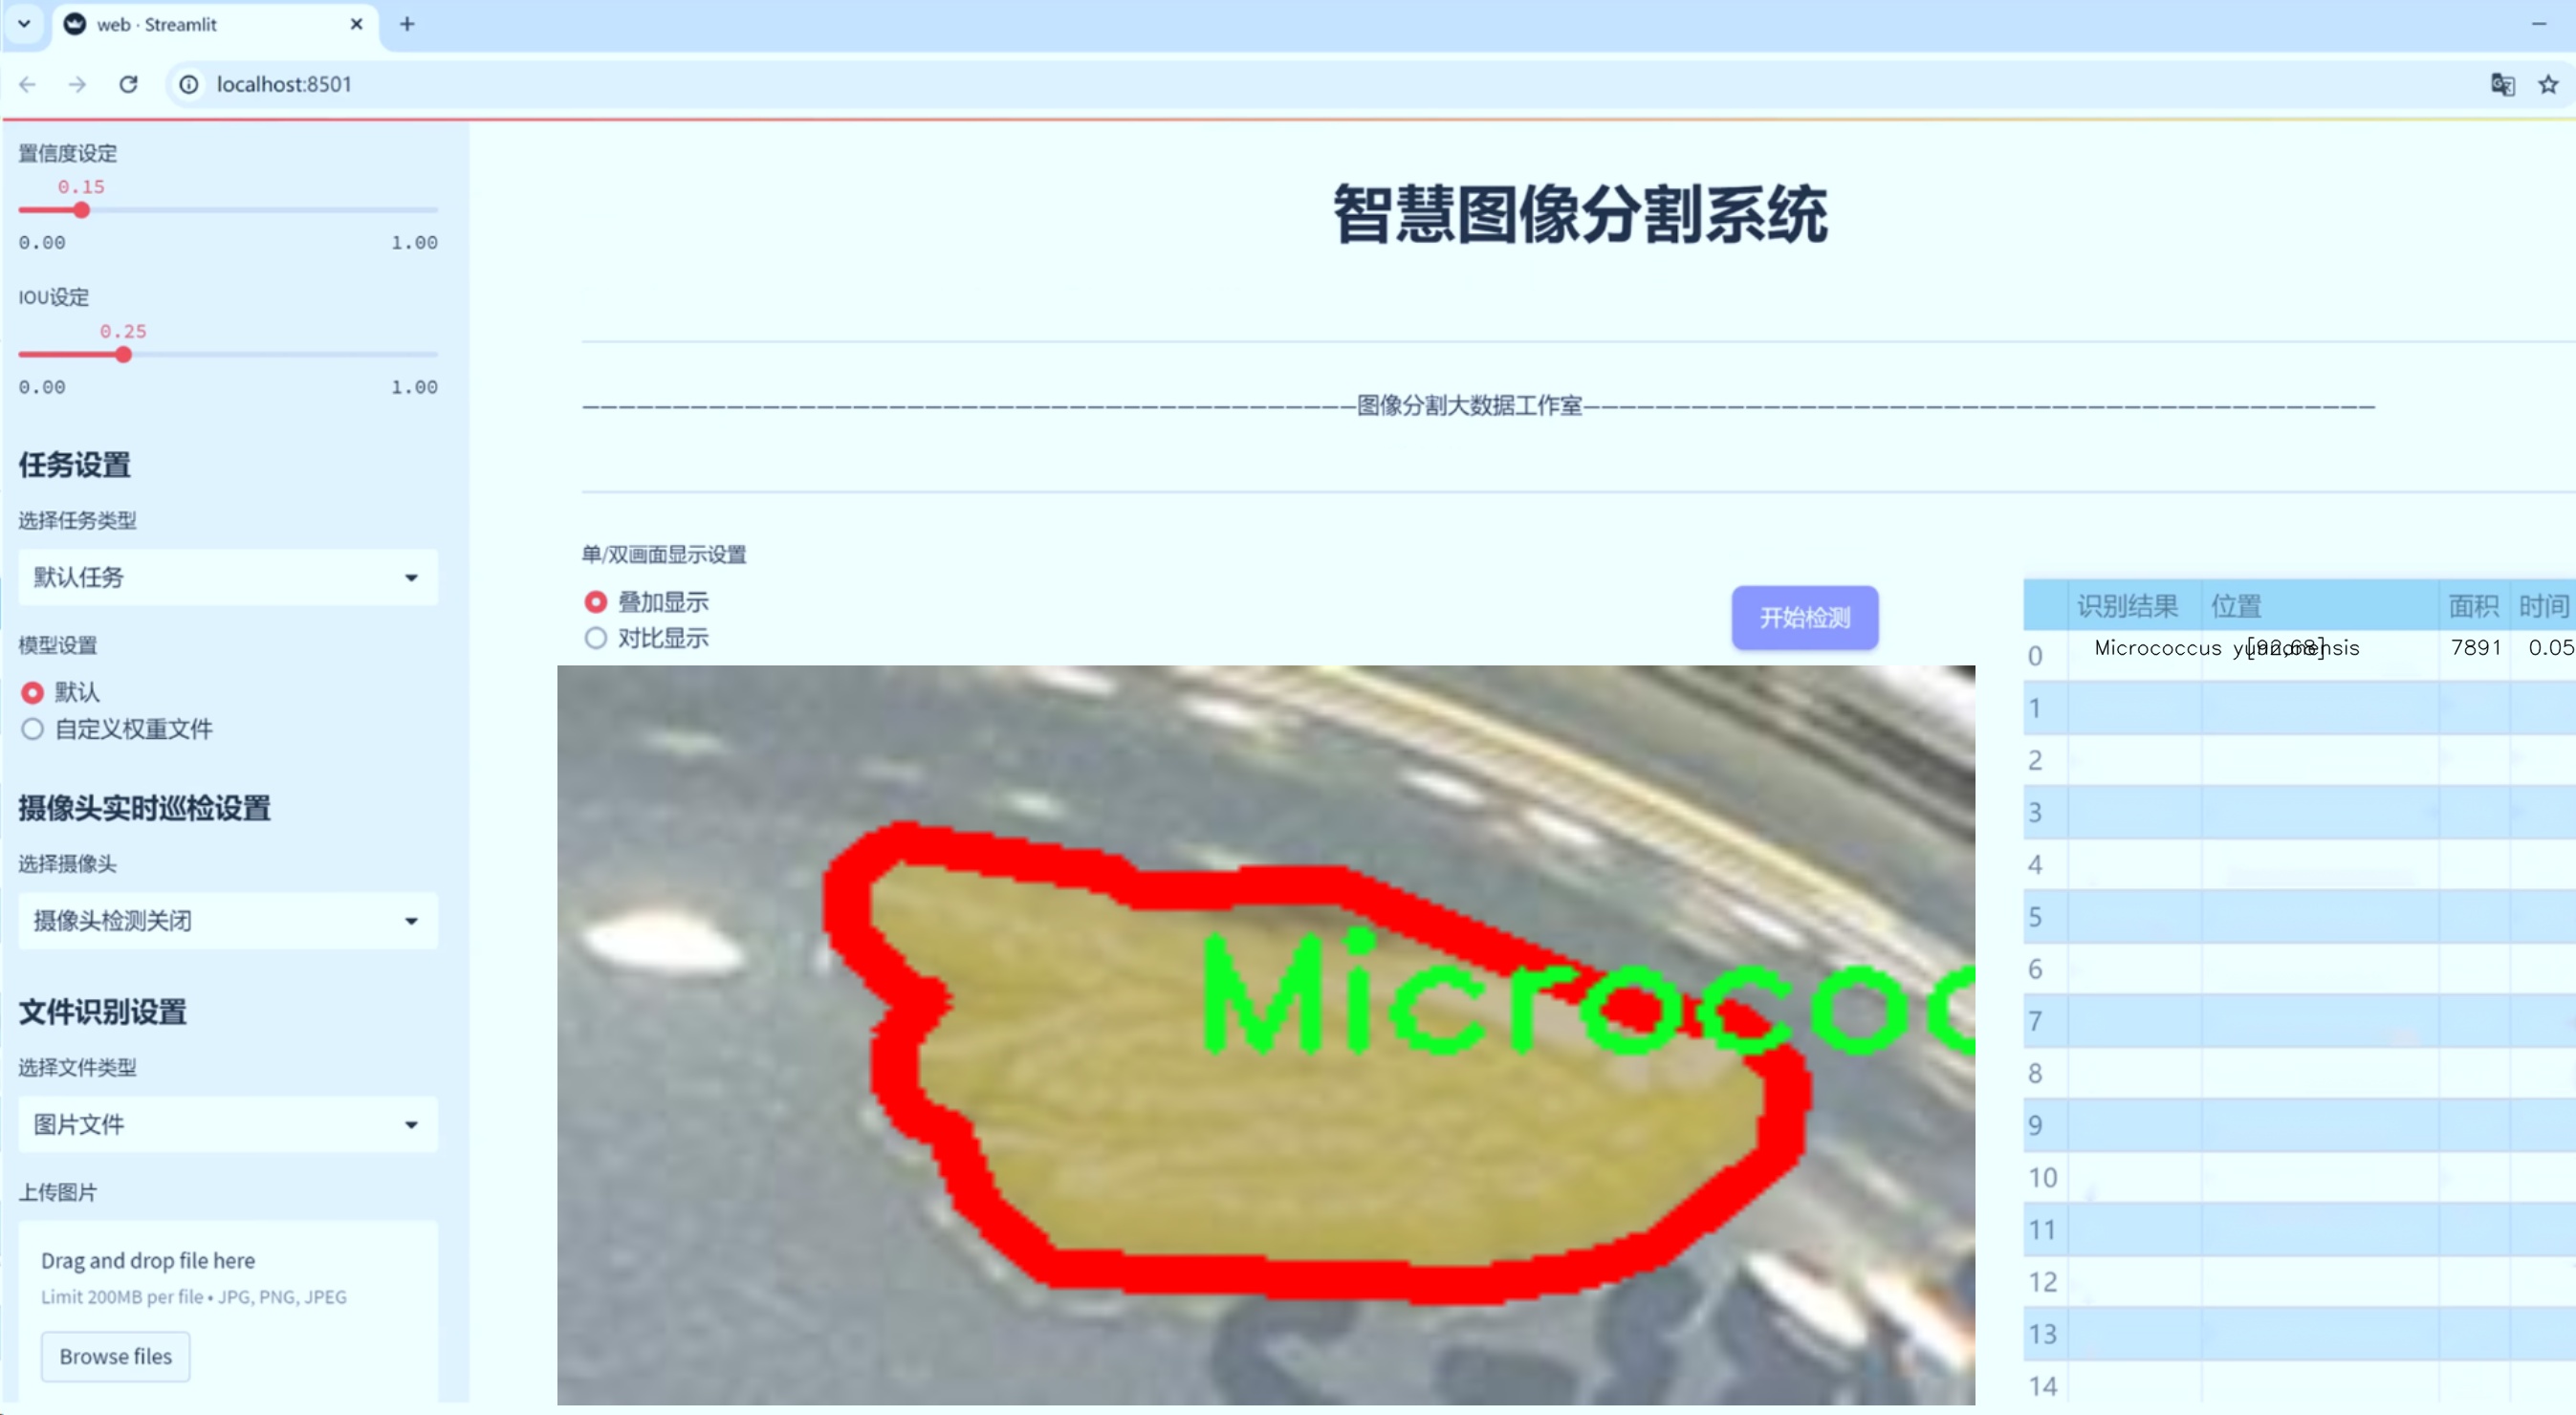 web · Streamlit
localhost:8501
置信度设定
0.15
0.00 1.00
IOU设定
0.25
0.00 1.00
任务设置
选择任务类型
默认任务
模型设置
默认
自定义权重文件
摄像头实时巡检设置
选择摄像头
摄像头检测关闭
文件识别设置
选择文件类型
图片文件
上传图片
Drag and drop file here
Limit 200MB per file • JPG, PNG, JPEG
Browse files
智慧图像分割系统
———————————————————————————————————————————图像分割大数据工作室————————————————————————————————————————————
单/双画面显示设置
叠加显示
对比显示
开始检测
Micrococ
识别结果 位置 面积 时间
0 Micrococcus [92,68] 7891 0.05
1
2
3
4
5
6
7
8
9
10
11
12
13
14